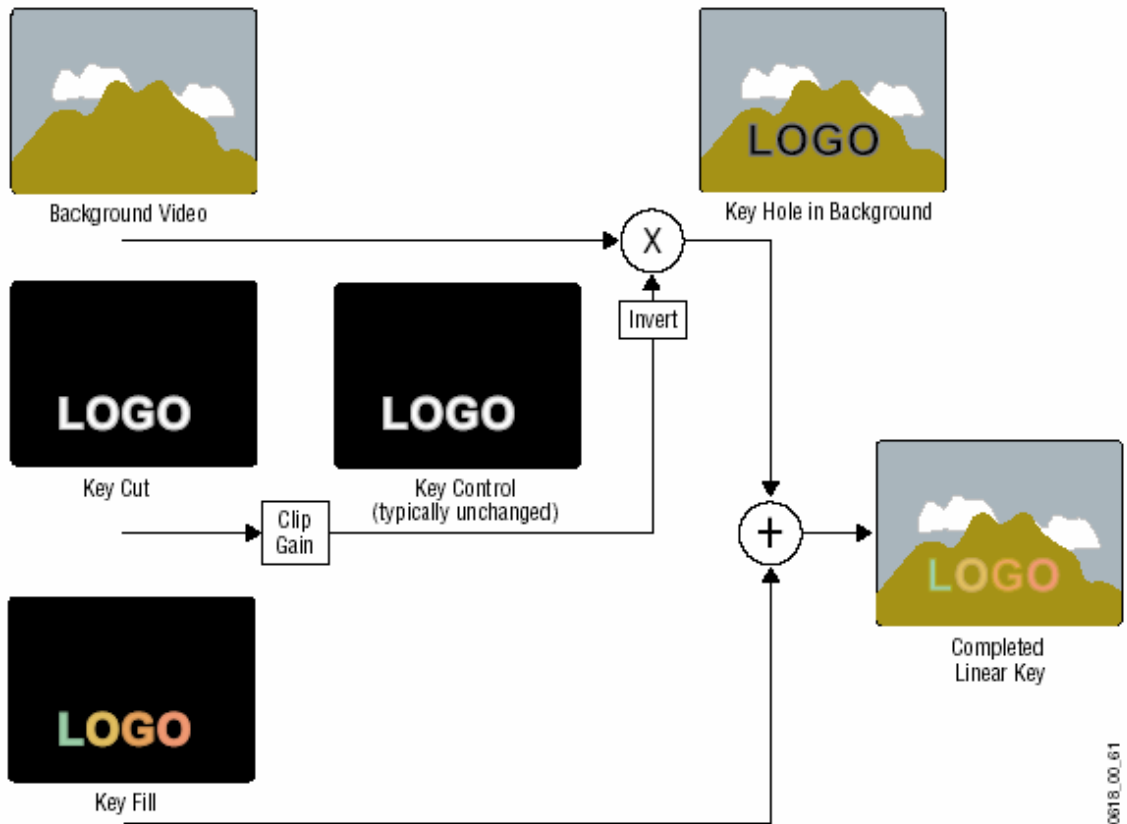 LOGO
Background Video
Key Hole in Background
X
Invert
LOGO
LOGO
Key Cut
Key Control
(typically unchanged)
Clip
Gain
+
LOGO
Completed
Linear Key
LOGO
Key Fill
0618_00_61